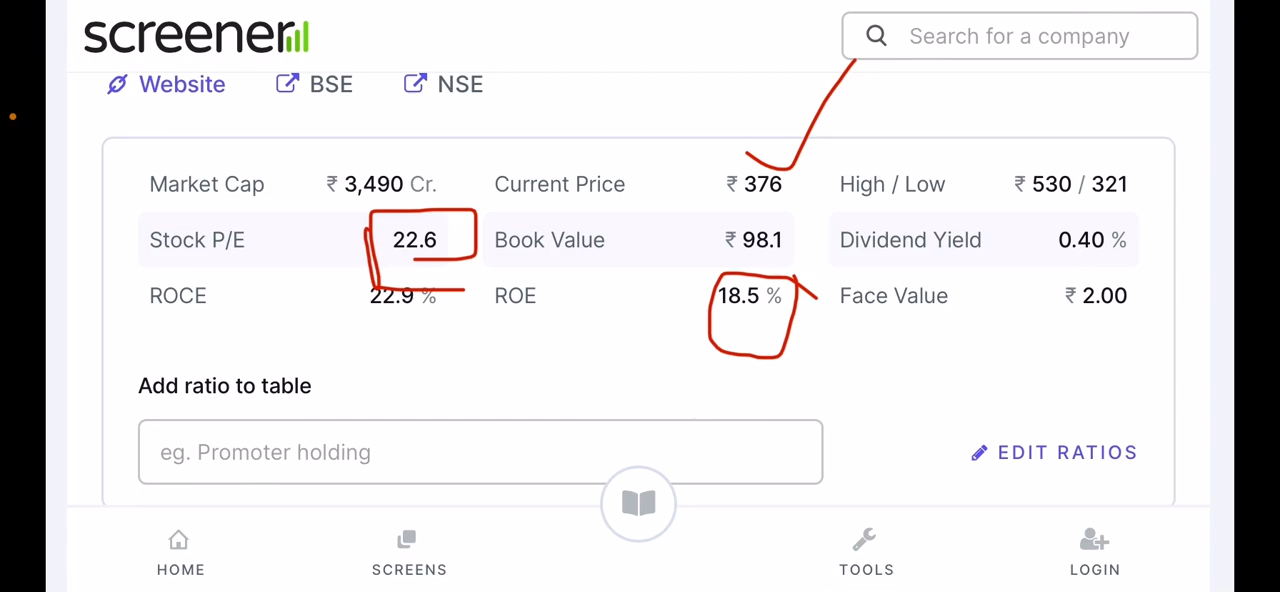 screener
Search for a company
Website BSE NSE
Market Cap ₹ 3,490 Cr. Current Price ₹ 376 High / Low ₹ 530 / 321
Stock P/E 22.6 Book Value ₹ 98.1 Dividend Yield 0.40 %
ROCE 22.9 % ROE 18.5 % Face Value ₹ 2.00
Add ratio to table
eg. Promoter holding
EDIT RATIOS
HOME SCREENS TOOLS LOGIN